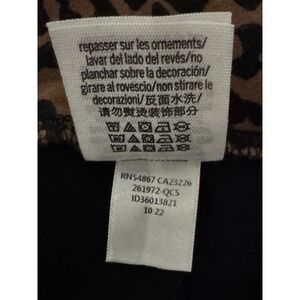 repasser sur les ornements/
lavar del lado del revés/ no
planchar sobre la decoración/
girare al rovescio/non stirare le
decorazioni/反面水洗/
请勿熨烫装饰部分
RN54867 CA23226
261972-QC5
ID36013821
10 22